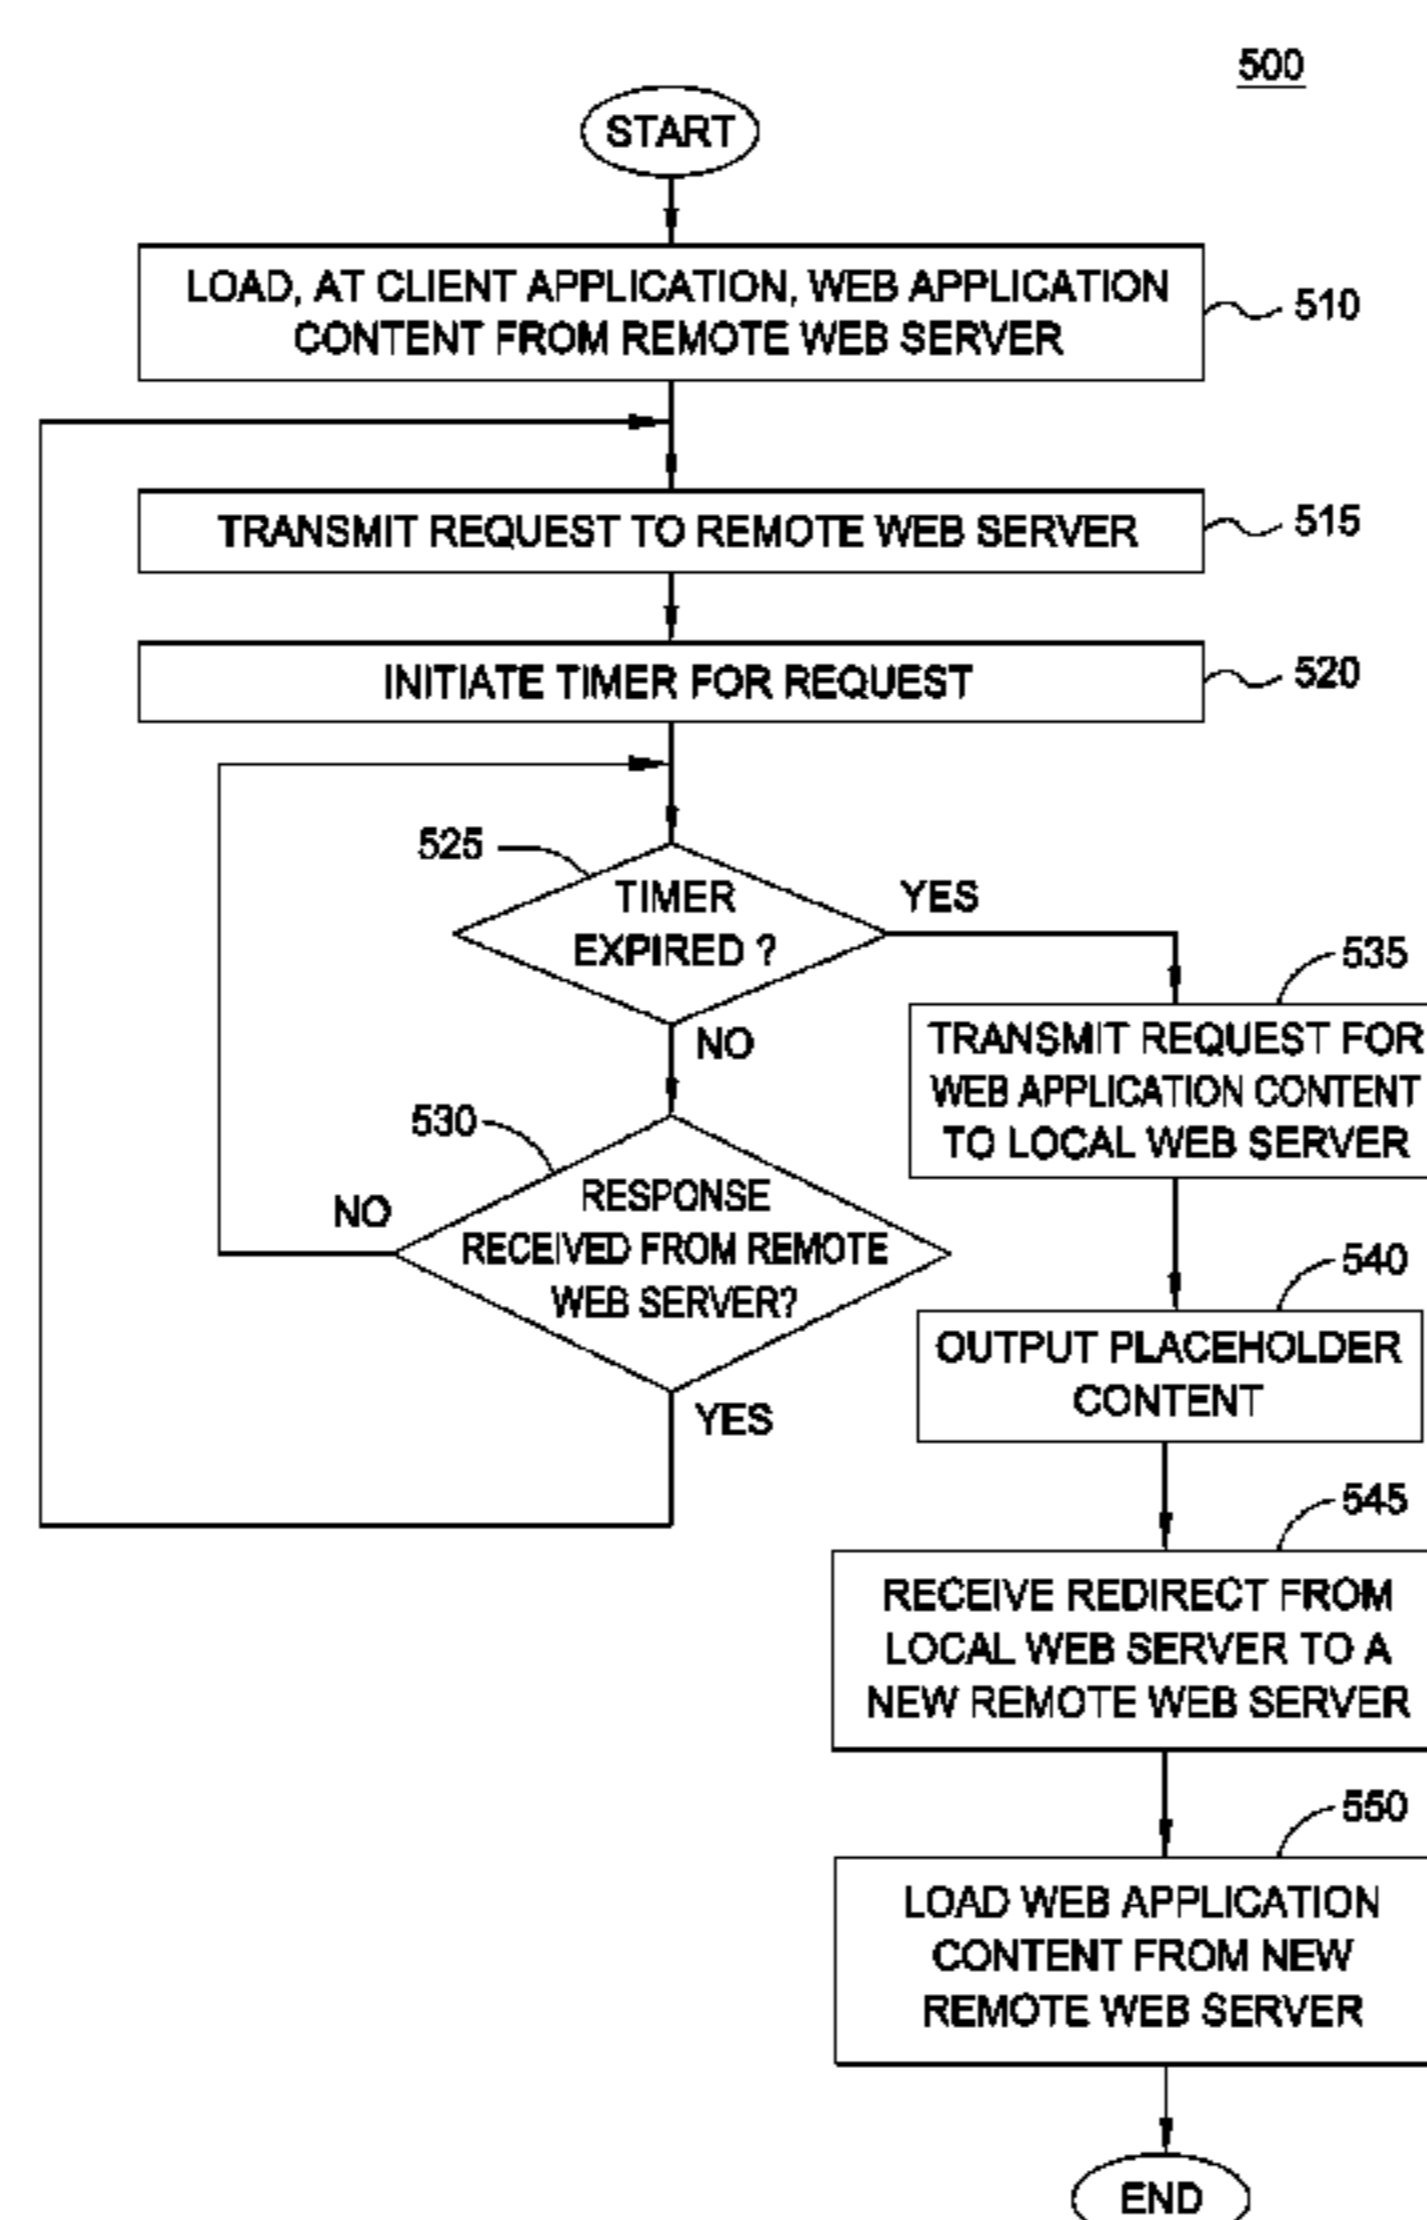 500
START
LOAD, AT CLIENT APPLICATION, WEB APPLICATION
CONTENT FROM REMOTE WEB SERVER
510
TRANSMIT REQUEST TO REMOTE WEB SERVER
515
INITIATE TIMER FOR REQUEST
520
525
TIMER
EXPIRED ?
YES
NO
535
TRANSMIT REQUEST FOR
WEB APPLICATION CONTENT
TO LOCAL WEB SERVER
530
RESPONSE
RECEIVED FROM REMOTE
WEB SERVER?
NO
YES
540
OUTPUT PLACEHOLDER
CONTENT
545
RECEIVE REDIRECT FROM
LOCAL WEB SERVER TO A
NEW REMOTE WEB SERVER
550
LOAD WEB APPLICATION
CONTENT FROM NEW
REMOTE WEB SERVER
END